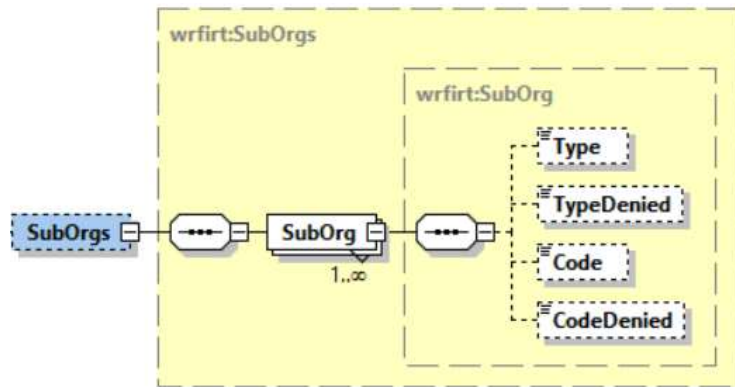 wrfirt:SubOrgs
wrfirt:SubOrg
Type
TypeDenied
SubOrgs
SubOrg
1..∞
Code
CodeDenied